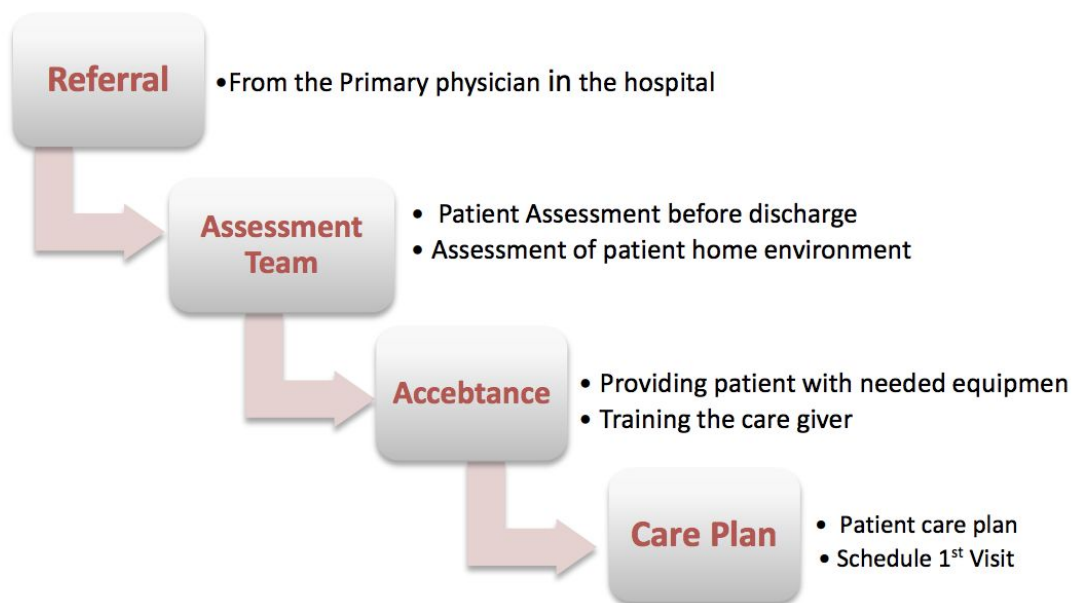 Referral
•From the Primary physician in the hospital
Assessment
Team
• Patient Assessment before discharge
• Assessment of patient home environment
Accebtance
• Providing patient with needed equipmen
• Training the care giver
Care Plan
• Patient care plan
• Schedule 1st Visit